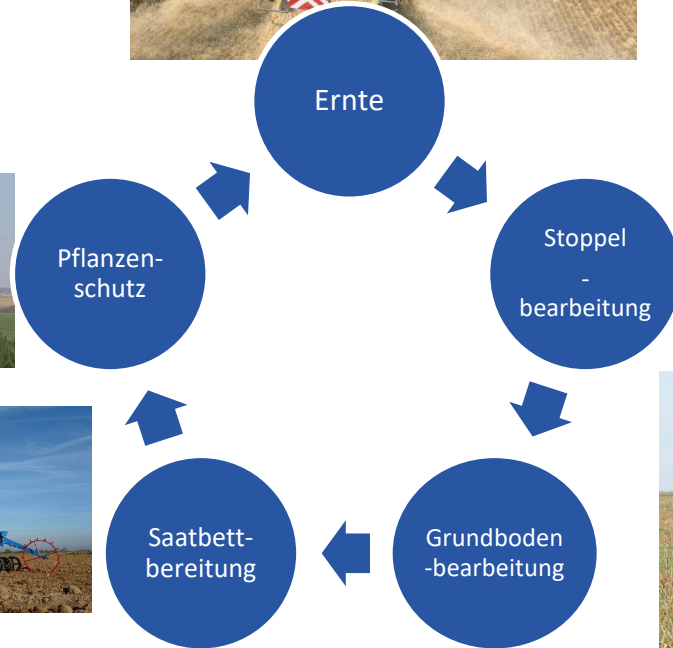 Ernte
Stoppel
-
bearbeitung
Grundboden
-bearbeitung
Saatbett-
bereitung
Pflanzen-
schutz